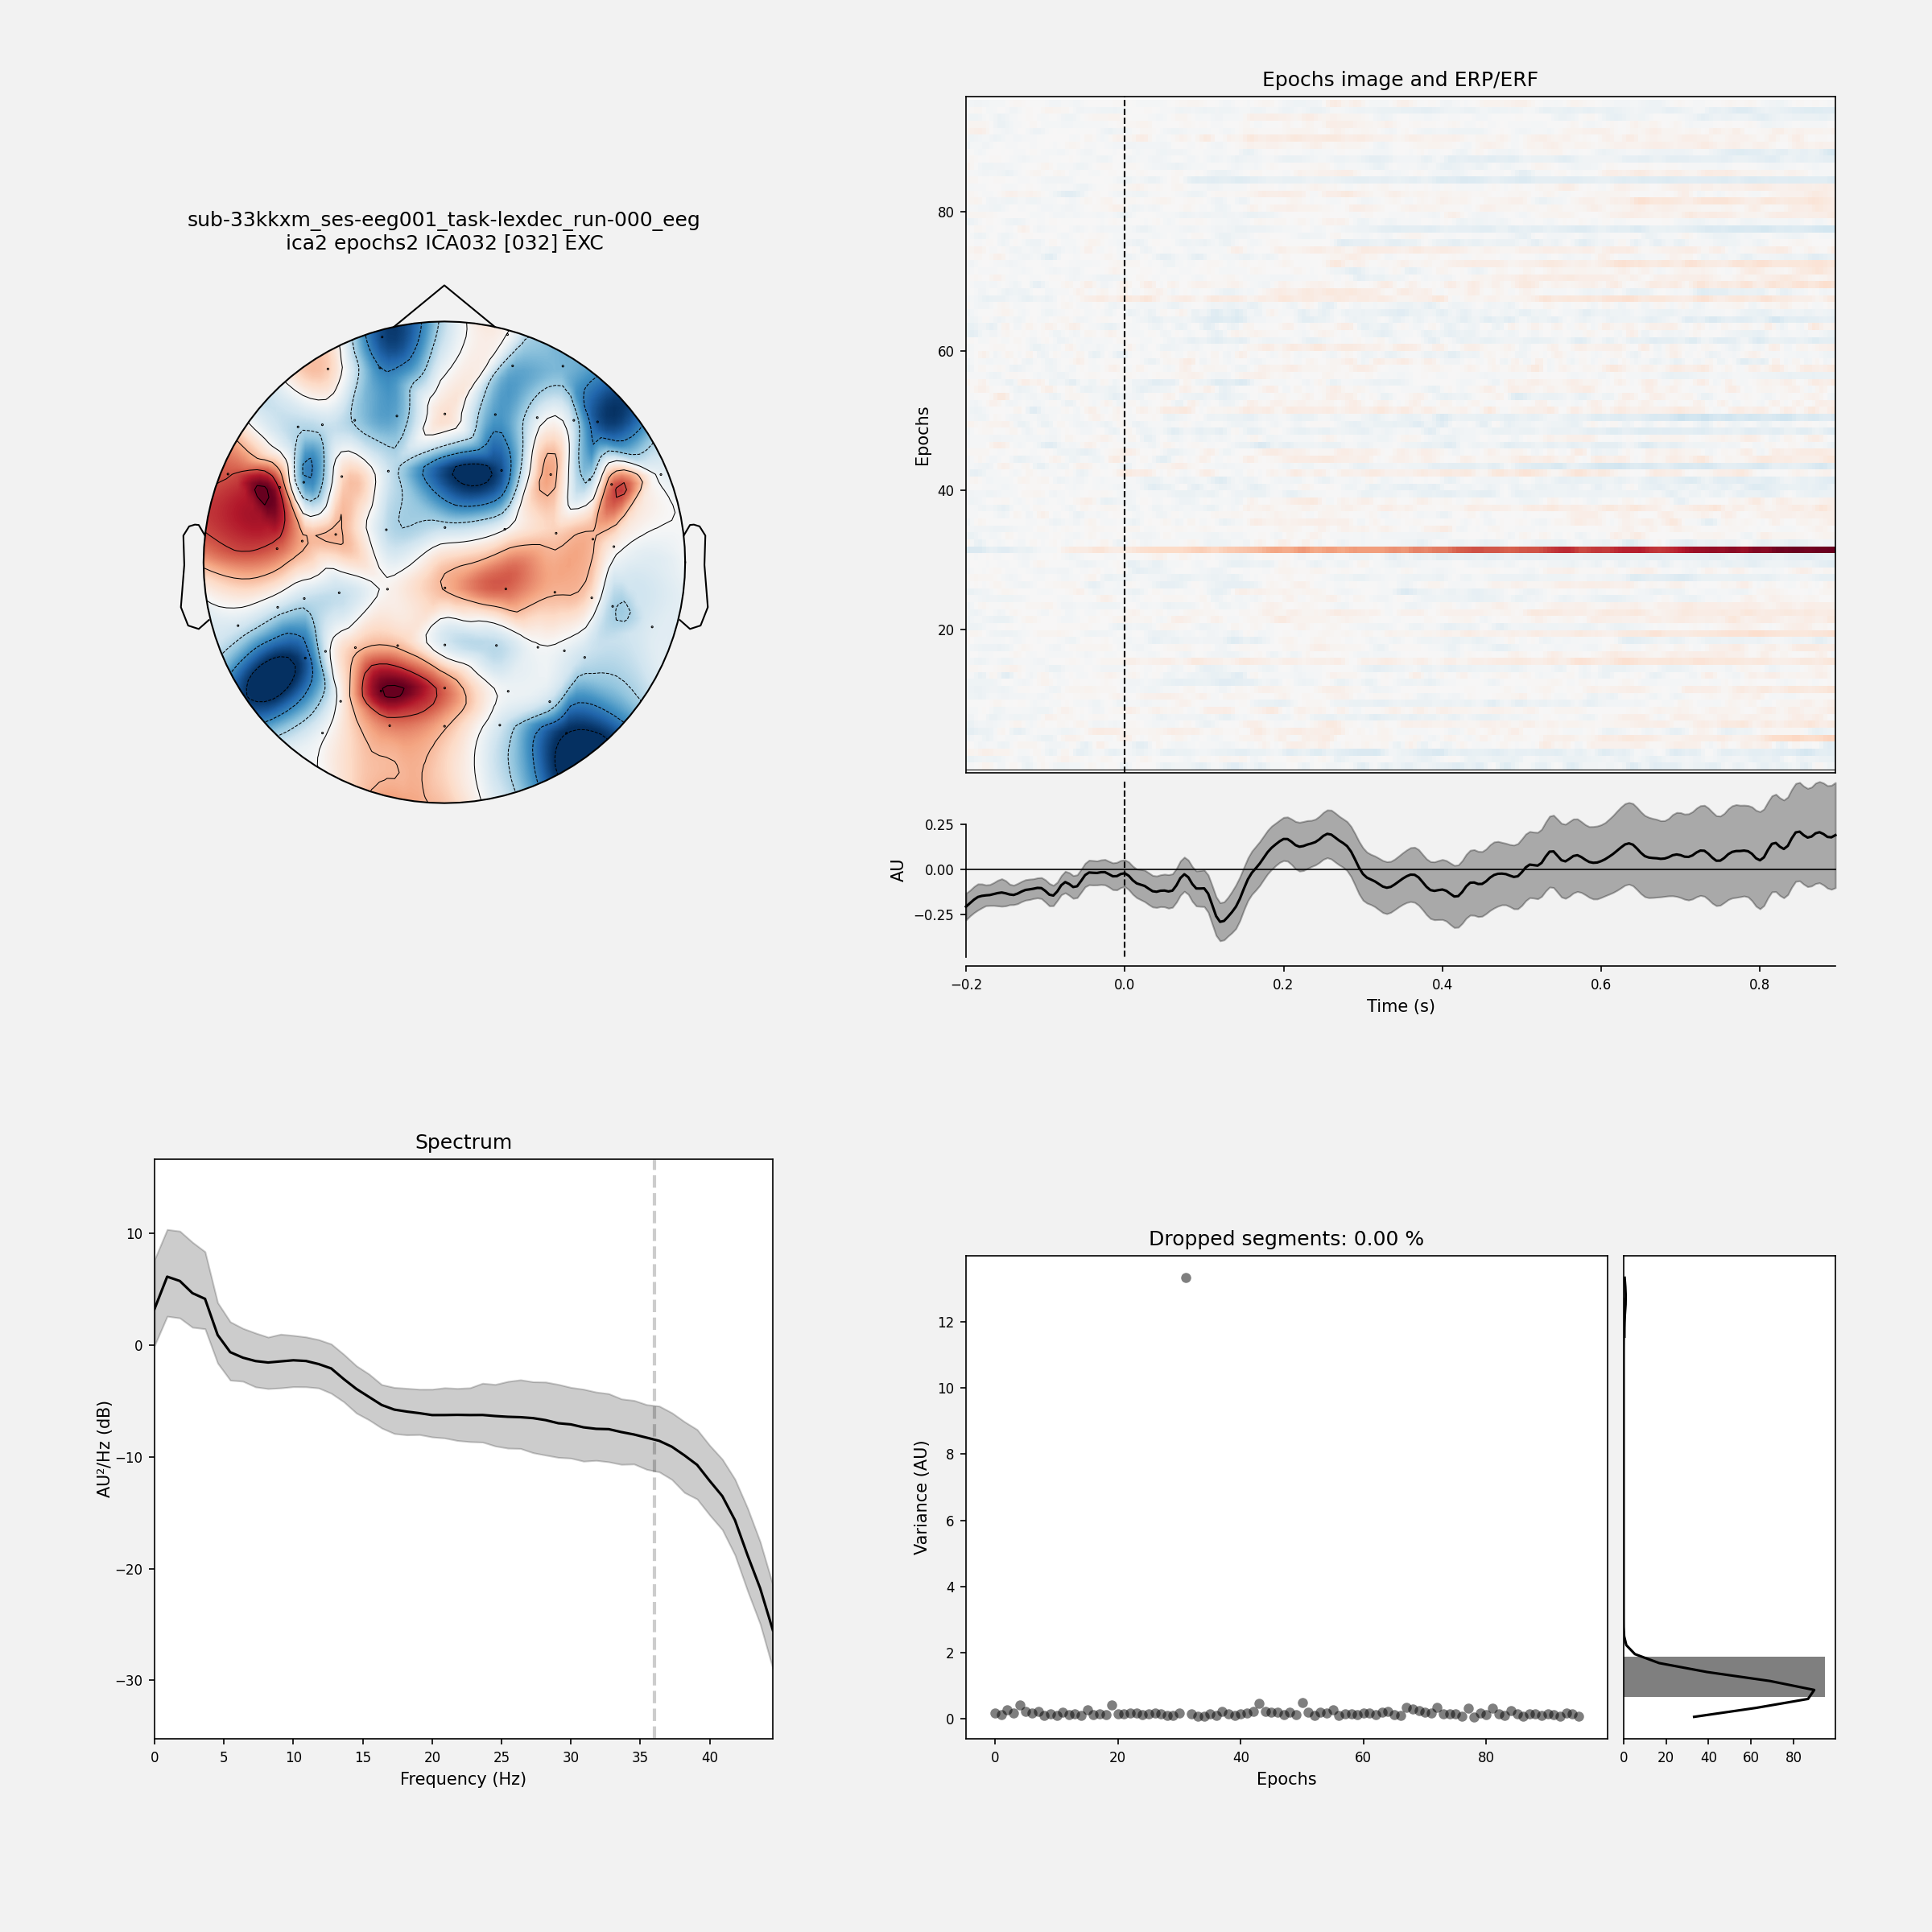 sub-33kkxm_ses-eeg001_task-lexdec_run-000_eeg
ica2 epochs2 ICA032 [032] EXC
Epochs image and ERP/ERF
Epochs
80
60
40
20
AU
0.25
0.00
−0.25
−0.2 0.0 0.2 0.4 0.6 0.8
Time (s)
Spectrum
AU²/Hz (dB)
10
0
−10
−20
−30
0 5 10 15 20 25 30 35 40
Frequency (Hz)
Dropped segments: 0.00 %
Variance (AU)
12
10
8
6
4
2
0
0 20 40 60 80
Epochs
0 20 40 60 80